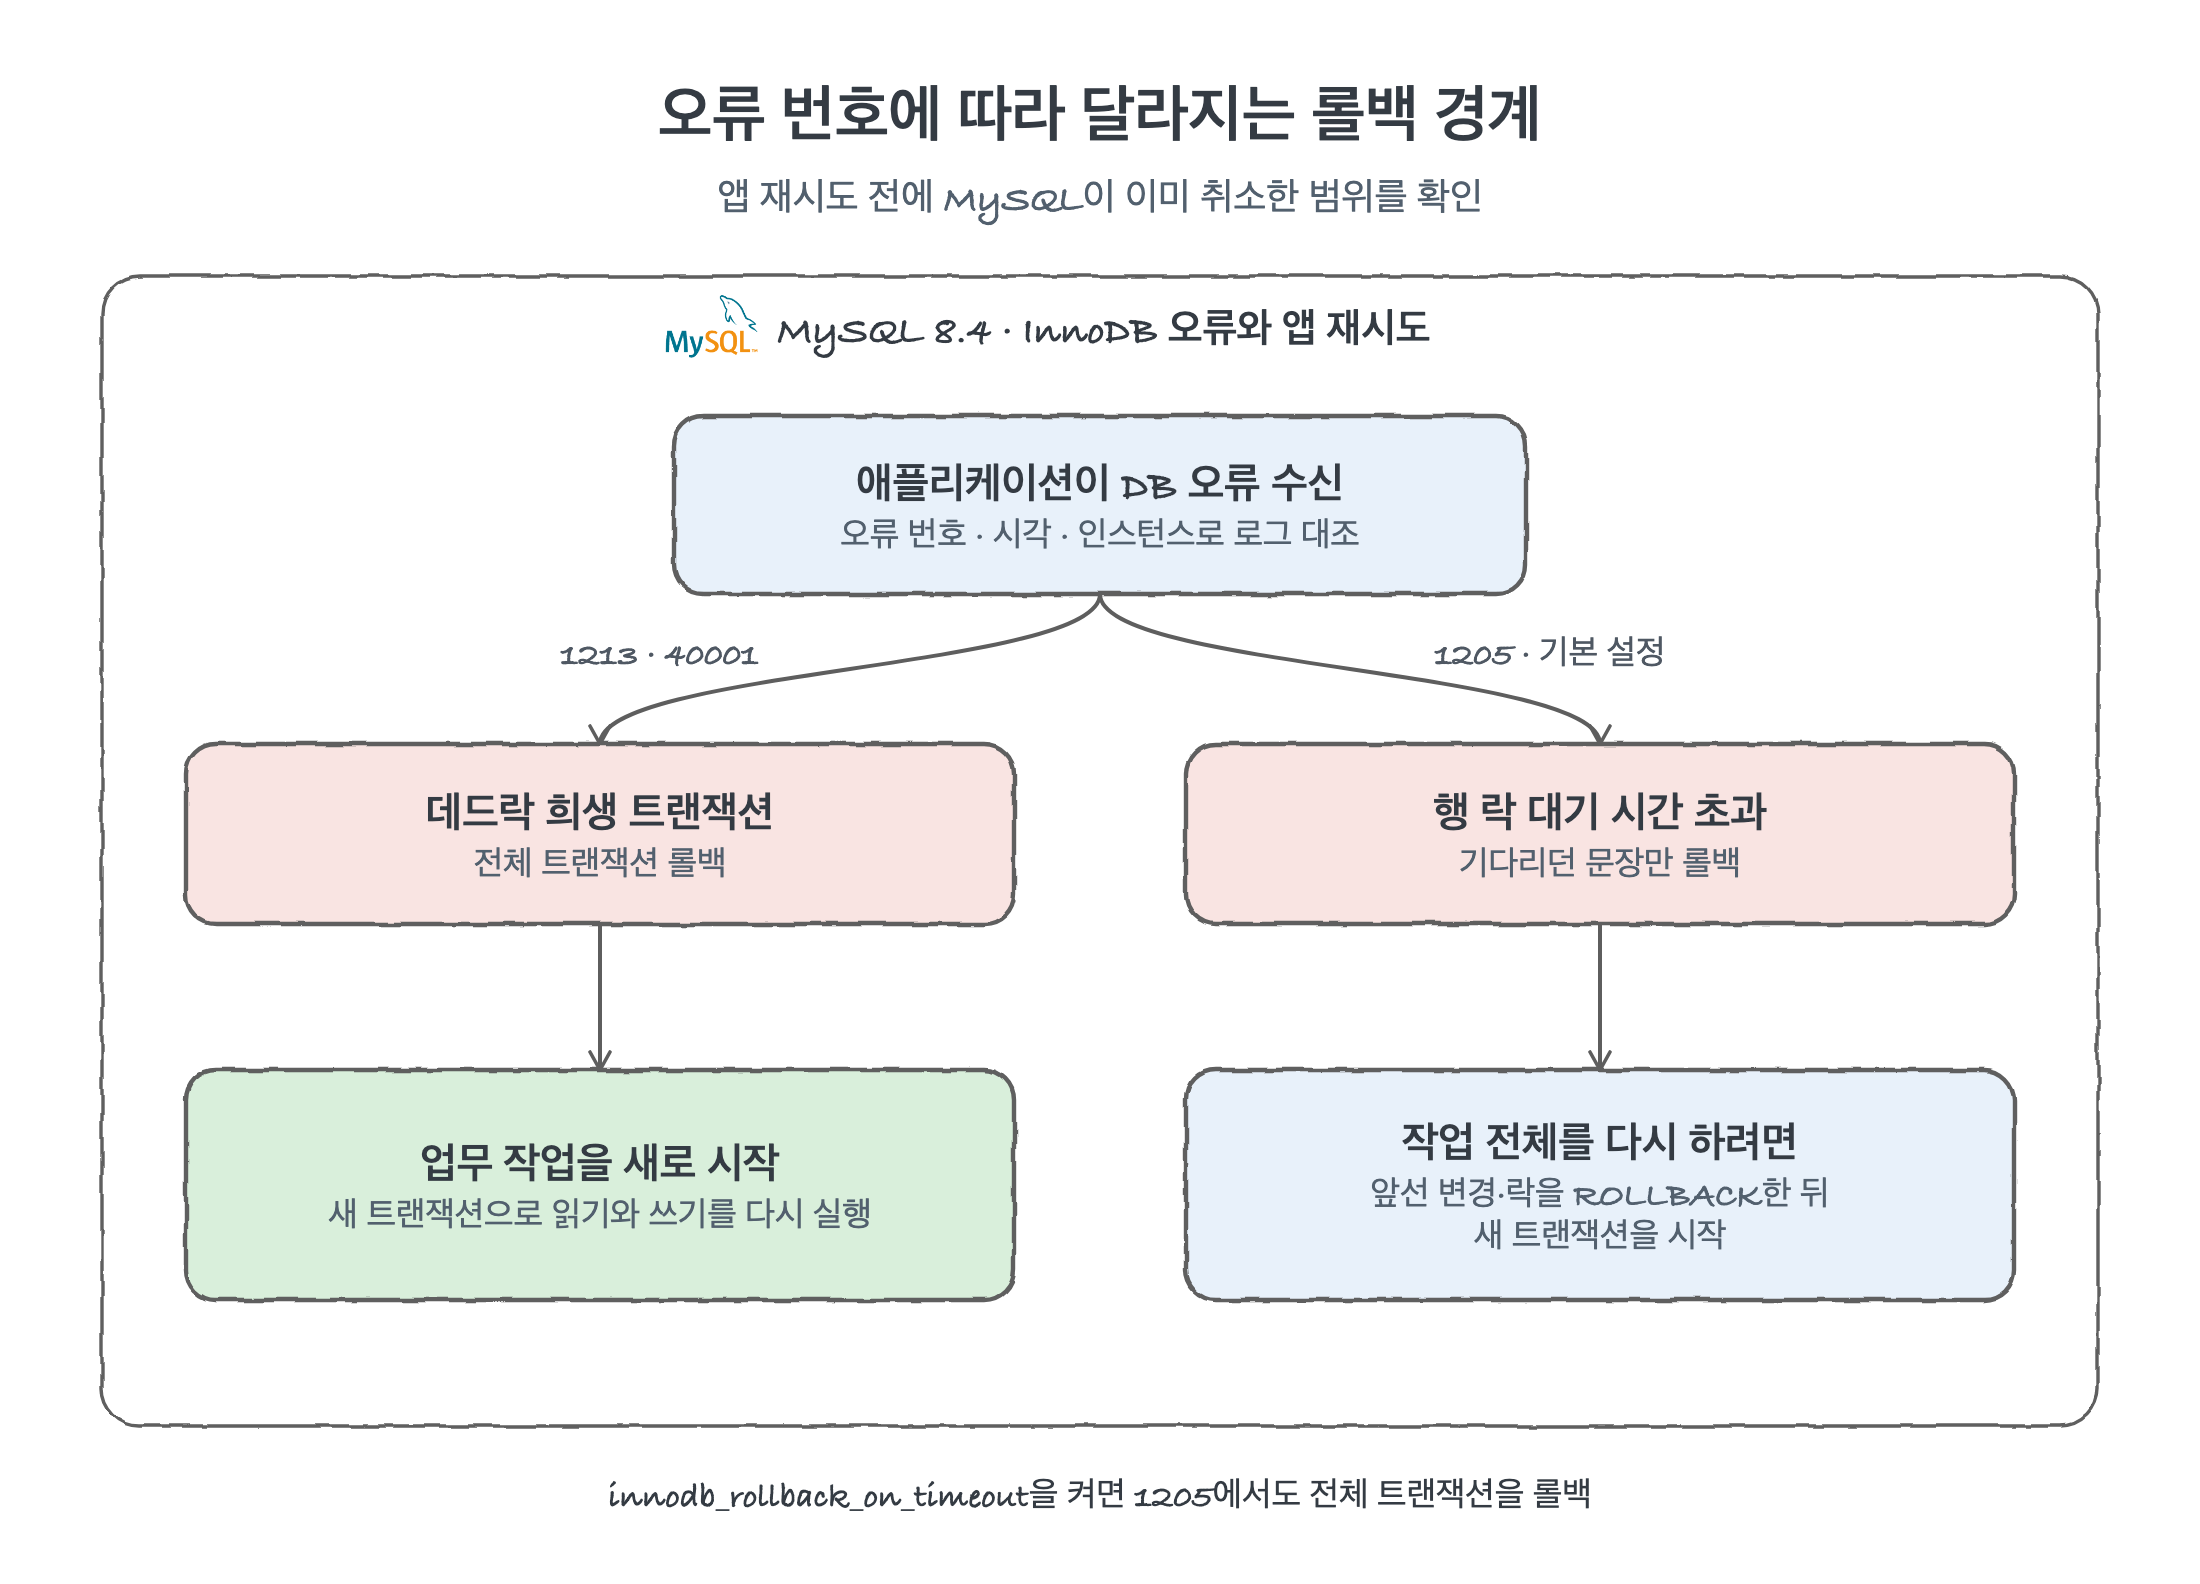 오류 번호에 따라 달라지는 롤백 경계
앱 재시도 전에 MySQL이 이미 취소한 범위를 확인
MySQL™ MySQL 8.4 · InnoDB 오류와 앱 재시도
애플리케이션이 DB 오류 수신
오류 번호 · 시각 · 인스턴스로 로그 대조
1213 · 40001
1205 · 기본 설정
데드락 희생 트랜잭션
전체 트랜잭션 롤백
행 락 대기 시간 초과
기다리던 문장만 롤백
업무 작업을 새로 시작
새 트랜잭션으로 읽기와 쓰기를 다시 실행
작업 전체를 다시 하려면
앞선 변경·락을 ROLLBACK한 뒤
새 트랜잭션을 시작
innodb_rollback_on_timeout을 켜면 1205에서도 전체 트랜잭션을 롤백